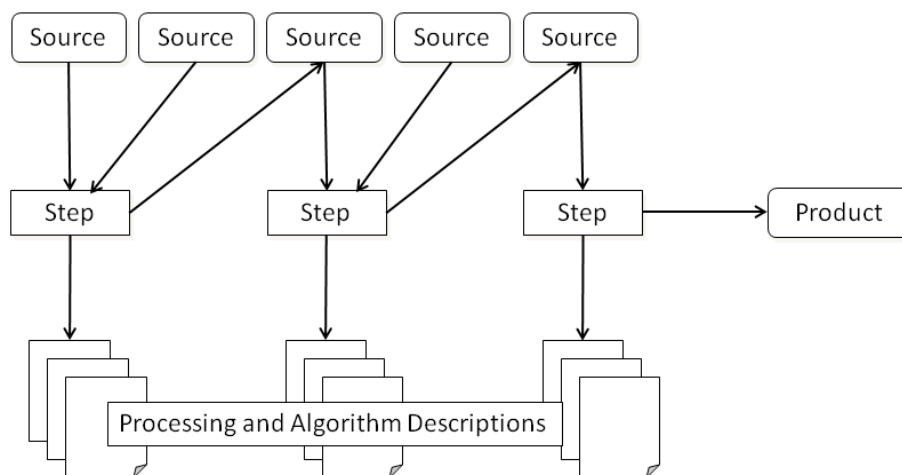 Source
Source
Source
Source
Source
Step
Step
Step
Product
Processing and Algorithm Descriptions